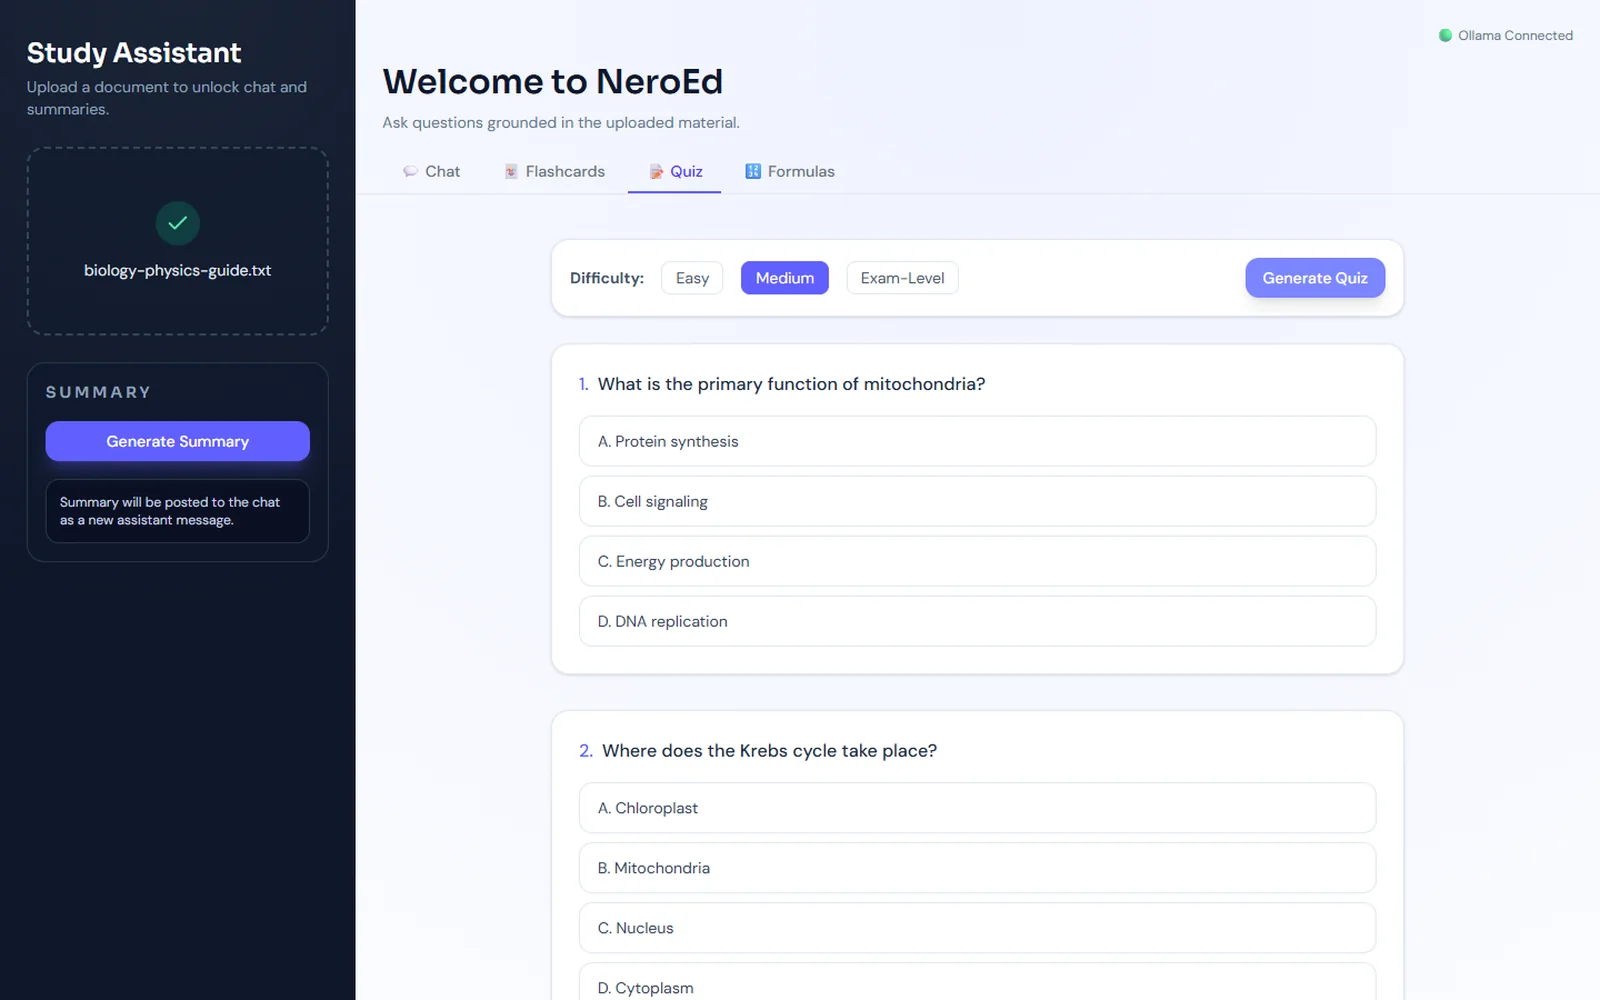 Study Assistant
Upload a document to unlock chat and
summaries.
biology-physics-guide.txt
SUMMARY
Generate Summary
Summary will be posted to the chat
as a new assistant message.
Ollama Connected
Welcome to NeroEd
Ask questions grounded in the uploaded material.
Chat Flashcards Quiz Formulas
Difficulty: Easy Medium Exam-Level Generate Quiz
1. What is the primary function of mitochondria?
A. Protein synthesis
B. Cell signaling
C. Energy production
D. DNA replication
2. Where does the Krebs cycle take place?
A. Chloroplast
B. Mitochondria
C. Nucleus
D. Cytoplasm